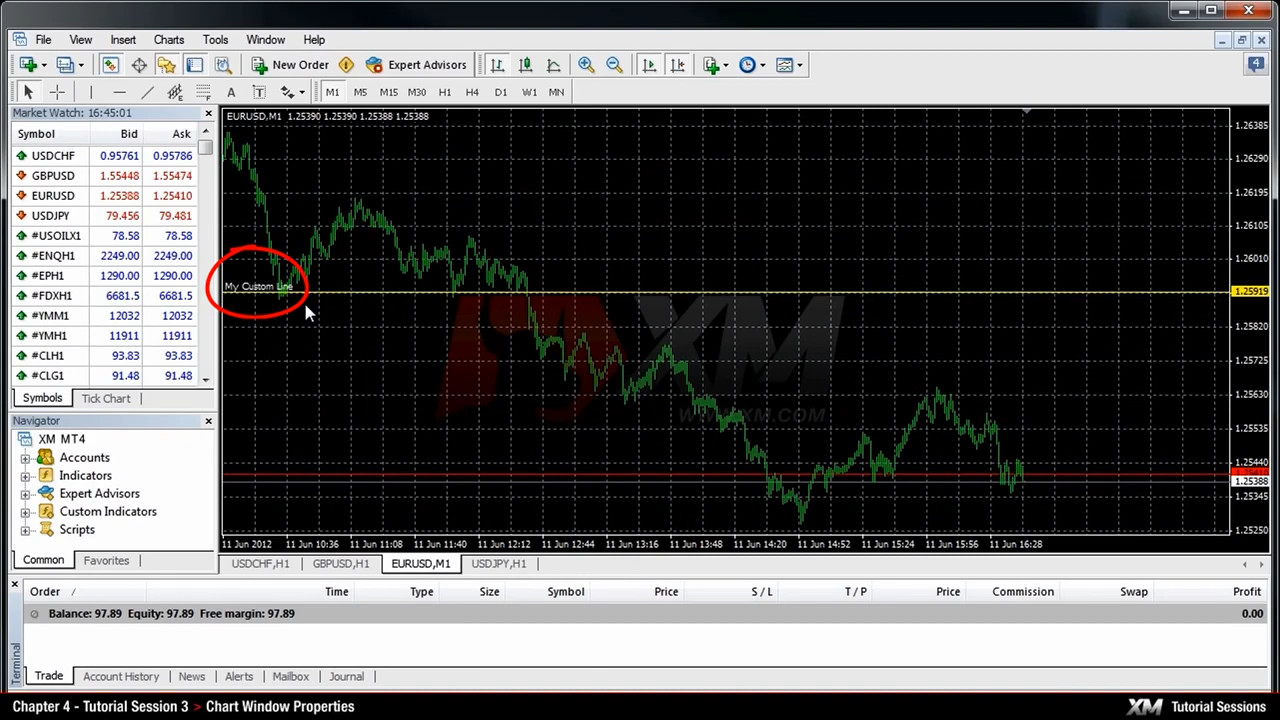 File View Insert Charts Tools Window Help
4
New Order Expert Advisors
A T M1 M5 M15 M30 H1 H4 D1 W1 MN
Market Watch: 16:45:01
Symbol Bid Ask
USDCHF 0.95761 0.95786
GBPUSD 1.55448 1.55474
EURUSD 1.25388 1.25410
USDJPY 79.456 79.481
#USOILX1 78.58 78.58
#ENQH1 2249.00 2249.00
#EPH1 1290.00 1290.00
#FDXH1 6681.5 6681.5
#YMM1 12032 12032
#YMH1 11911 11911
#CLH1 93.83 93.83
#CLG1 91.48 91.48
Symbols Tick Chart
Navigator
XM MT4
Accounts
Indicators
Expert Advisors
Custom Indicators
Scripts
Common Favorites
EURUSD,M1 1.25390 1.25390 1.25388 1.25388
My Custom Line
XM
1.26385
1.26290
1.26195
1.26105
1.26010
1.25919
1.25820
1.25725
1.25630
1.25535
1.25440
1.25388
1.25345
1.25250
11 Jun 2012 11 Jun 10:36 11 Jun 11:08 11 Jun 11:40 11 Jun 12:12 11 Jun 12:44 11 Jun 13:16 11 Jun 13:48 11 Jun 14:20 11 Jun 14:52 11 Jun 15:24 11 Jun 15:56 11 Jun 16:28
USDCHF,H1 GBPUSD,H1 EURUSD,M1 USDJPY,H1
Order / Time Type Size Symbol Price S / L T / P Price Commission Swap Profit
Balance: 97.89 Equity: 97.89 Free margin: 97.89 0.00
Terminal
Trade Account History News Alerts Mailbox Journal
Chapter 4 - Tutorial Session 3 > Chart Window Properties
XM Tutorial Sessions